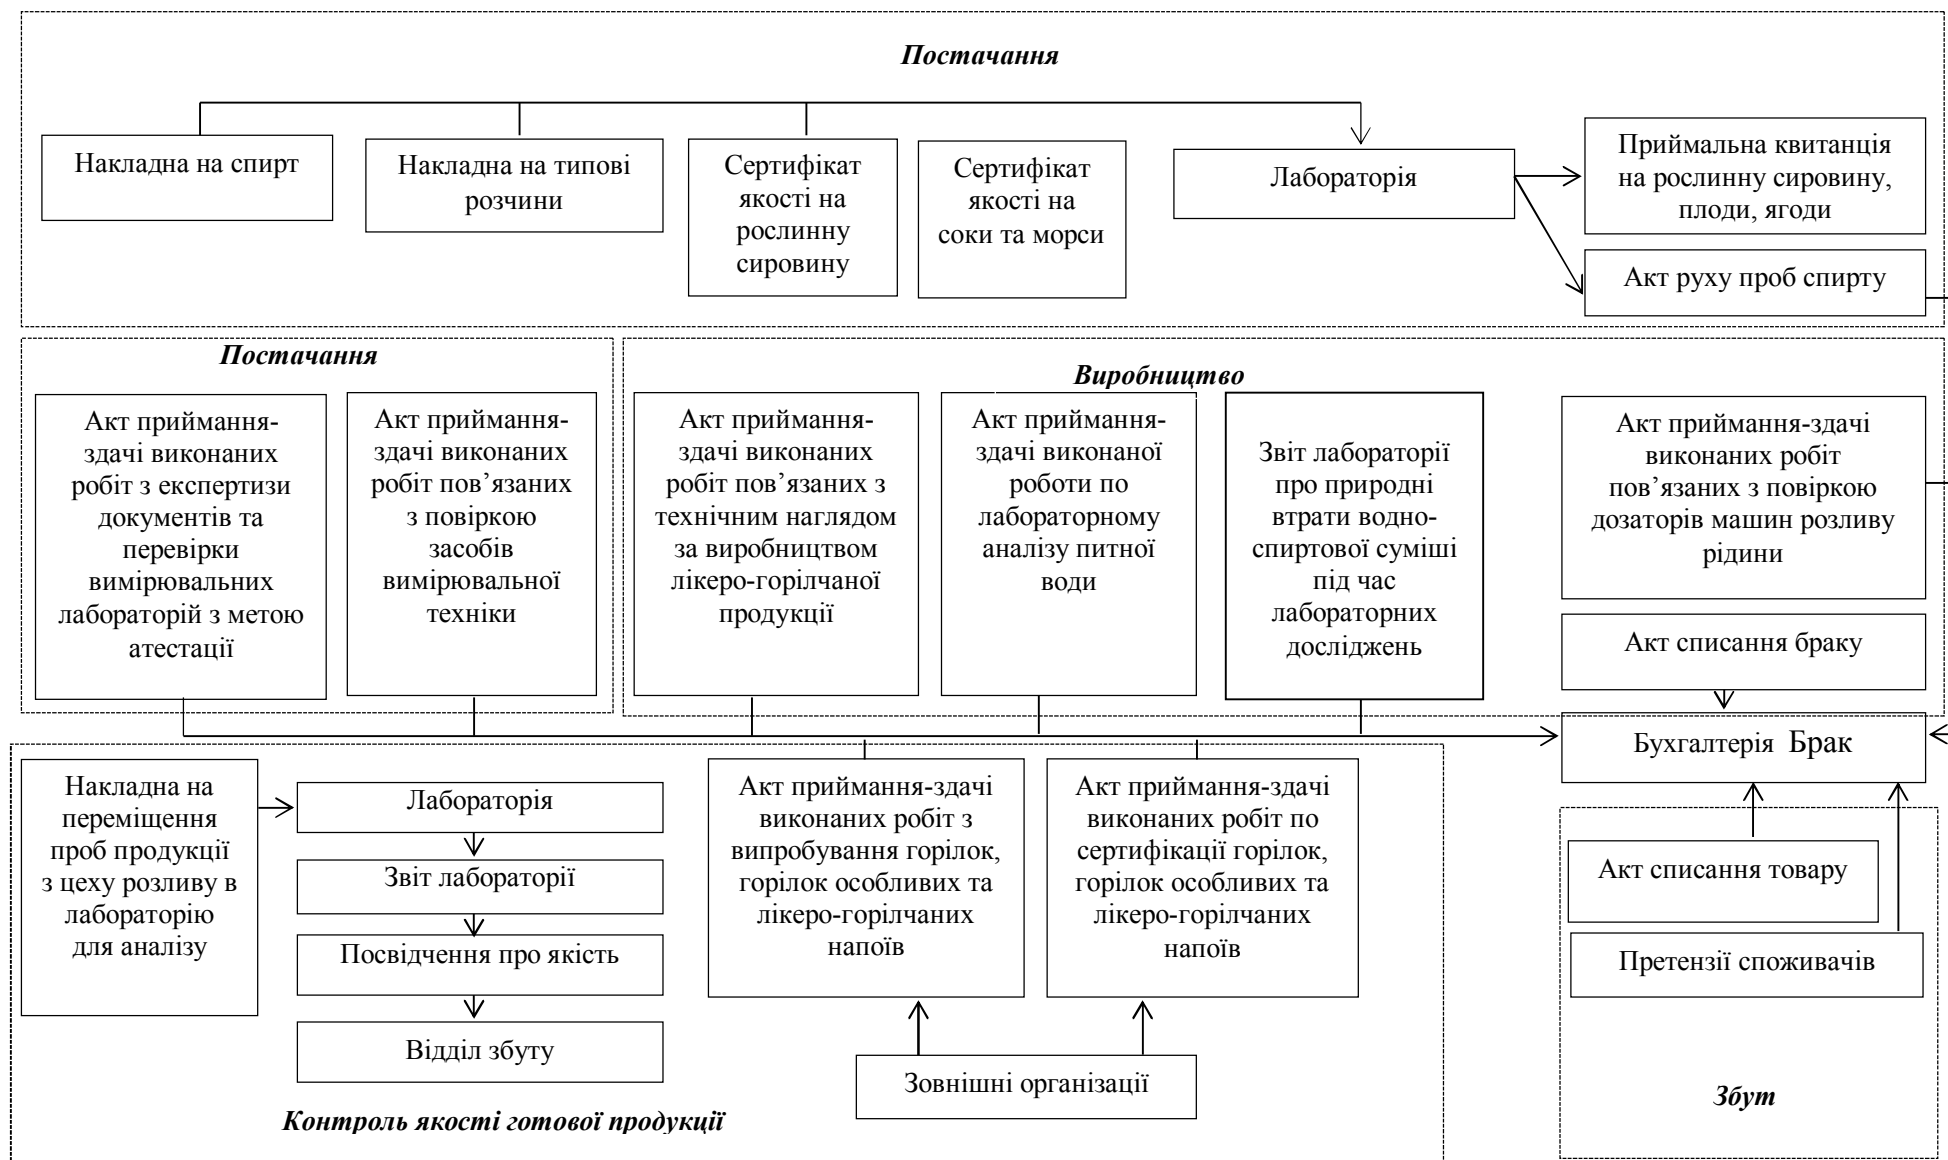 Постачання
Накладна на спирт
Накладна на типові
розчини
Сертифікат
якості на
рослинну
сировину
Сертифікат
якості на
соки та морси
Лабораторія
Приймальна квитанція
на рослинну сировину,
плоди, ягоди
Акт руху проб спирту
Постачання
Акт приймання-
здачі виконаних
робіт з експертизи
документів та
перевірки
вимірювальних
лабораторій з метою
атестації
Акт приймання-
здачі виконаних
робіт пов’язаних
з повіркою
засобів
вимірювальної
техніки
Виробництво
Акт приймання-
здачі виконаних
робіт пов’язаних з
технічним наглядом
за виробництвом
лікеро-горілчаної
продукції
Акт приймання-
здачі виконаної
роботи по
лабораторному
аналізу питної
води
Звіт лабораторії
про природні
втрати водно-
спиртової суміші
під час
лабораторних
досліджень
Акт приймання-здачі
виконаних робіт
пов’язаних з повіркою
дозаторів машин розливу
рідини
Акт списання браку
Бухгалтерія Брак
Накладна на
переміщення
проб продукції
з цеху розливу в
лабораторію
для аналізу
Лабораторія
Звіт лабораторії
Посвідчення про якість
Відділ збуту
Акт приймання-здачі
виконаних робіт з
випробування горілок,
горілок особливих та
лікеро-горілчаних
напоїв
Акт приймання-здачі
виконаних робіт по
сертифікації горілок,
горілок особливих та
лікеро-горілчаних
напоїв
Зовнішні організації
Контроль якості готової продукції
Акт списання товару
Претензії споживачів
Збут